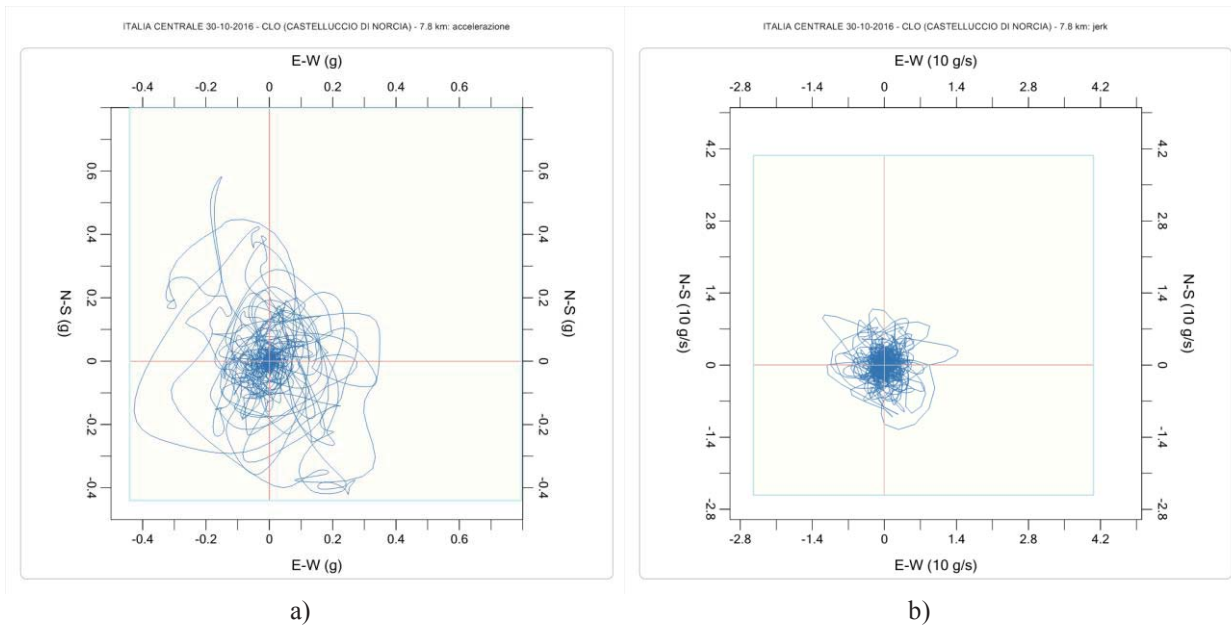 ITALIA CENTRALE 30-10-2016 - CLO (CASTELLUCCIO DI NORCIA) - 7.8 km: accelerazione
E-W (g)
-0.4 -0.2 0 0.2 0.4 0.6
N-S (g)
0.6
0.4
0.2
0
-0.2
-0.4
0.6
0.4
0.2
0
-0.2
-0.4
N-S (g)
-0.4 -0.2 0 0.2 0.4 0.6
E-W (g)
a)
ITALIA CENTRALE 30-10-2016 - CLO (CASTELLUCCIO DI NORCIA) - 7.8 km: jerk
E-W (10 g/s)
-2.8 -1.4 0 1.4 2.8 4.2
N-S (10 g/s)
4.2
2.8
1.4
0
-1.4
-2.8
4.2
2.8
1.4
0
-1.4
-2.8
N-S (10 g/s)
-2.8 -1.4 0 1.4 2.8 4.2
E-W (10 g/s)
b)